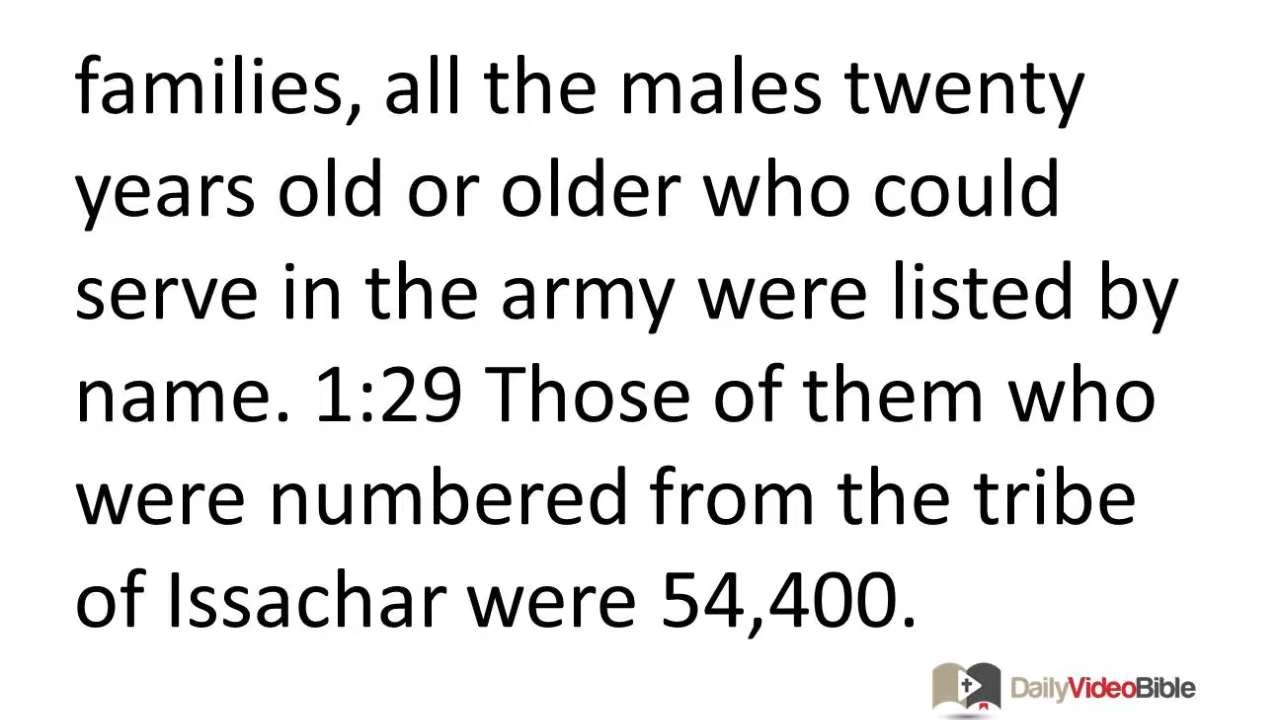 families, all the males twenty
years old or older who could
serve in the army were listed by
name. 1:29 Those of them who
were numbered from the tribe
of Issachar were 54,400.
DailyVideoBible